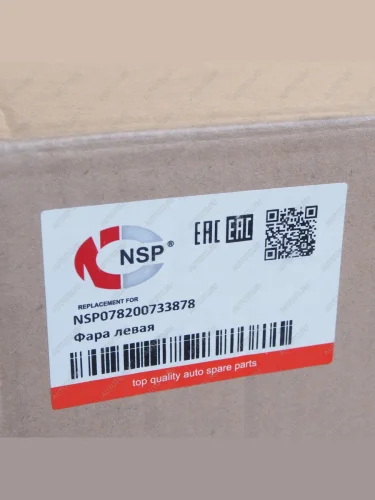 NSP®
EAC EAC
REPLACEMENT FOR
NSP078200733878
Фара левая
top quality auto spare parts